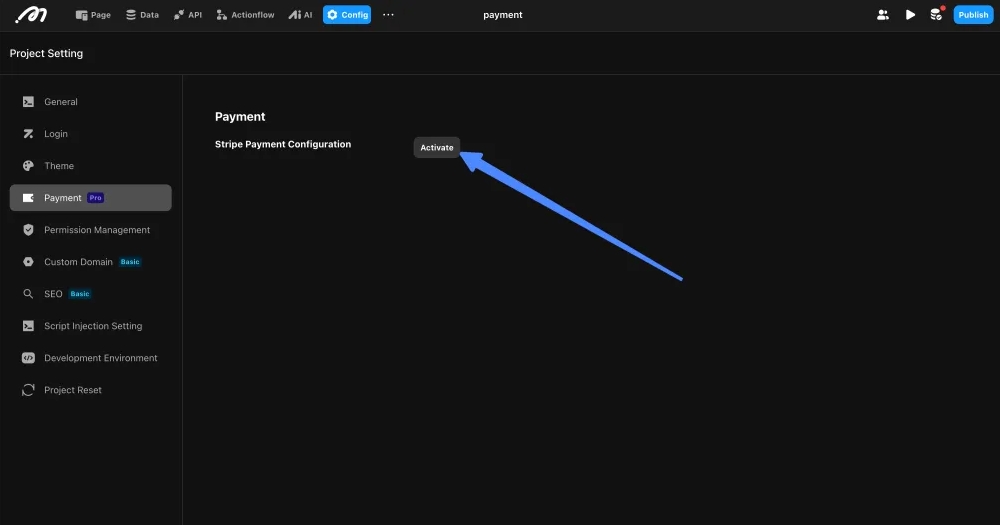 Page Data API Actionflow AI Config ··· payment Publish
Project Setting
General
Login
Theme
Payment Pro
Permission Management
Custom Domain Basic
SEO Basic
Script Injection Setting
Development Environment
Project Reset
Payment
Stripe Payment Configuration Activate